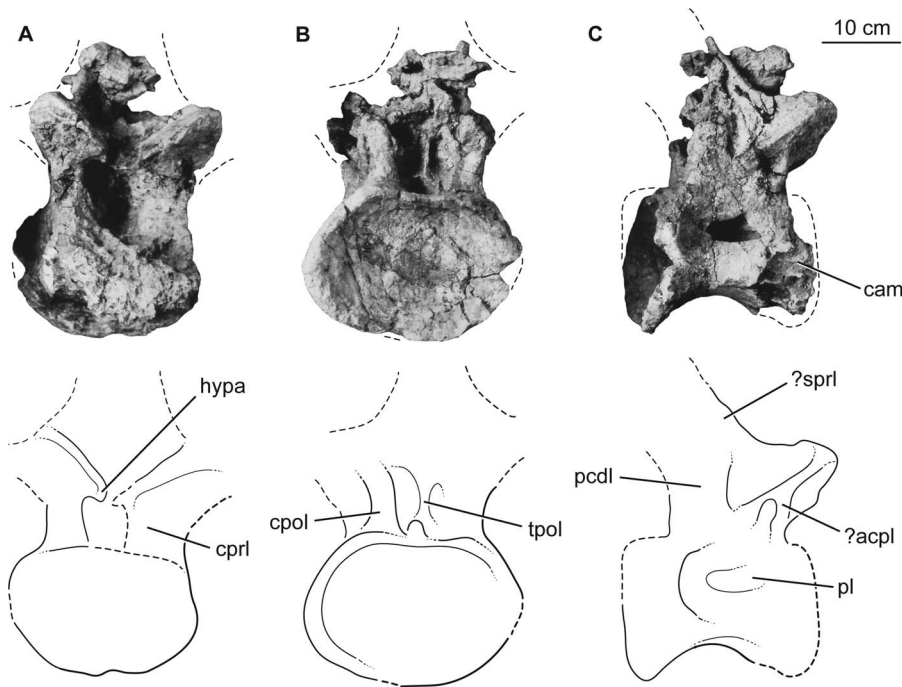 A
B
C
10 cm
cam
hypa
cprl
cpol
tpol
?sprl
pcdl
?acpl
pl